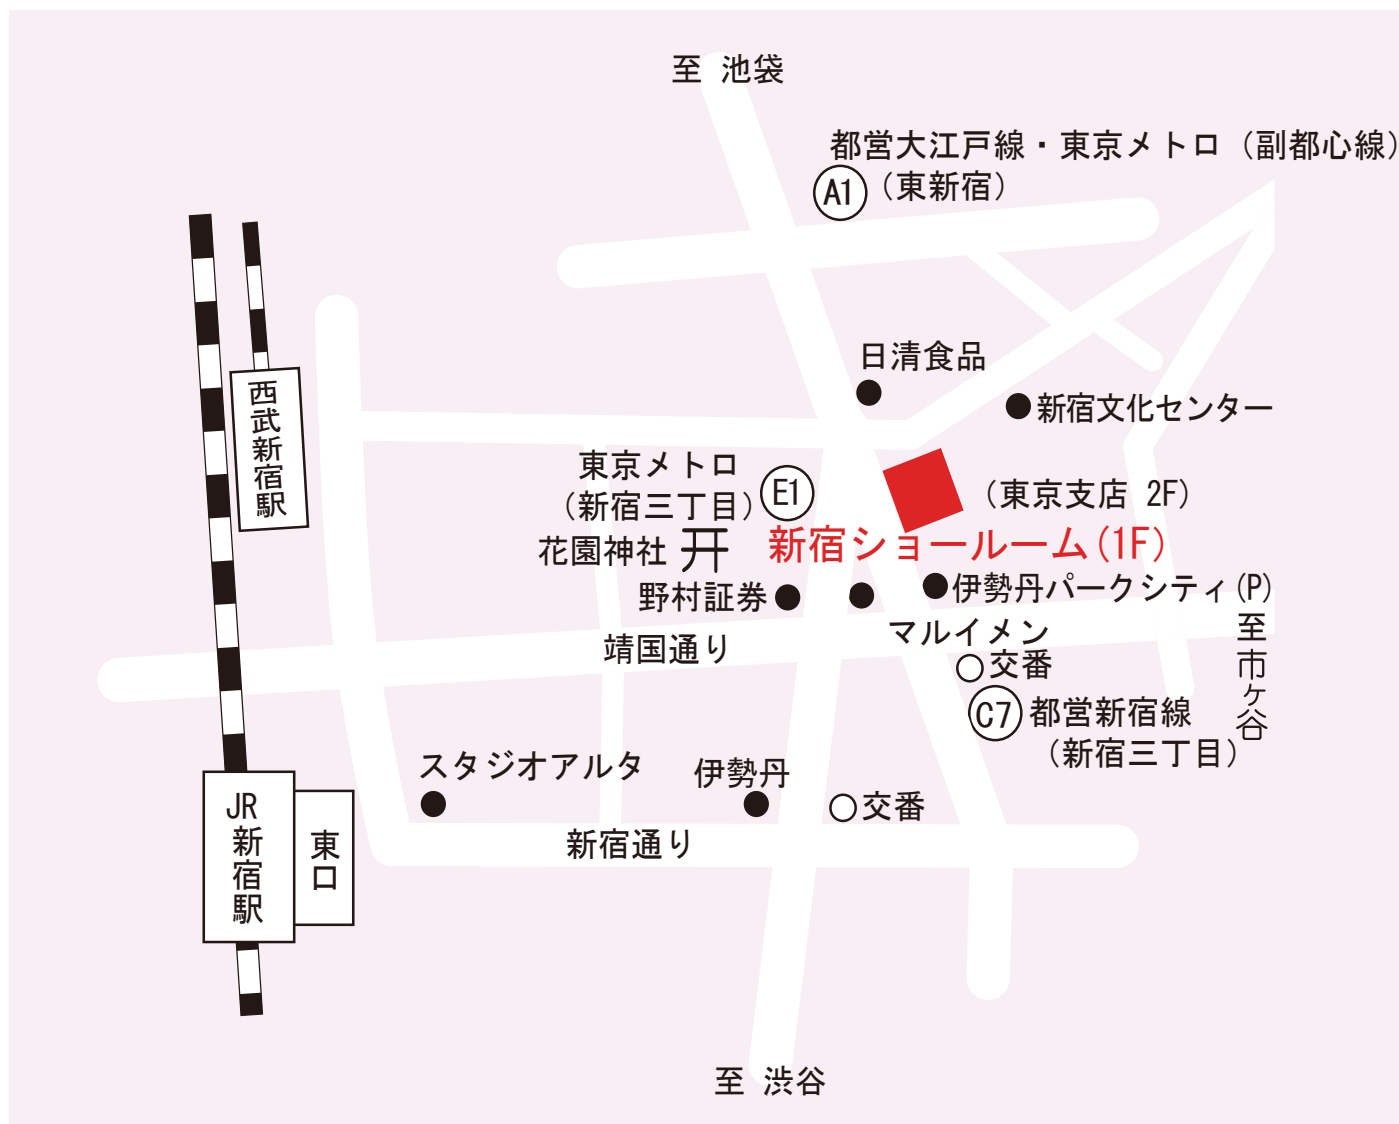 至 池袋
都営大江戸線・東京メトロ（副都心線）
A1
（東新宿）
日清食品
新宿文化センター
西武新宿駅
東京メトロ
（新宿三丁目）
E1
（東京支店 2F）
花園神社
新宿ショールーム(1F)
野村証券
伊勢丹パークシティ(P)
マルイメン
至市ヶ谷
靖国通り
交番
C7
都営新宿線
（新宿三丁目）
スタジオアルタ
伊勢丹
交番
JR
新宿駅
東口
新宿通り
至 渋谷